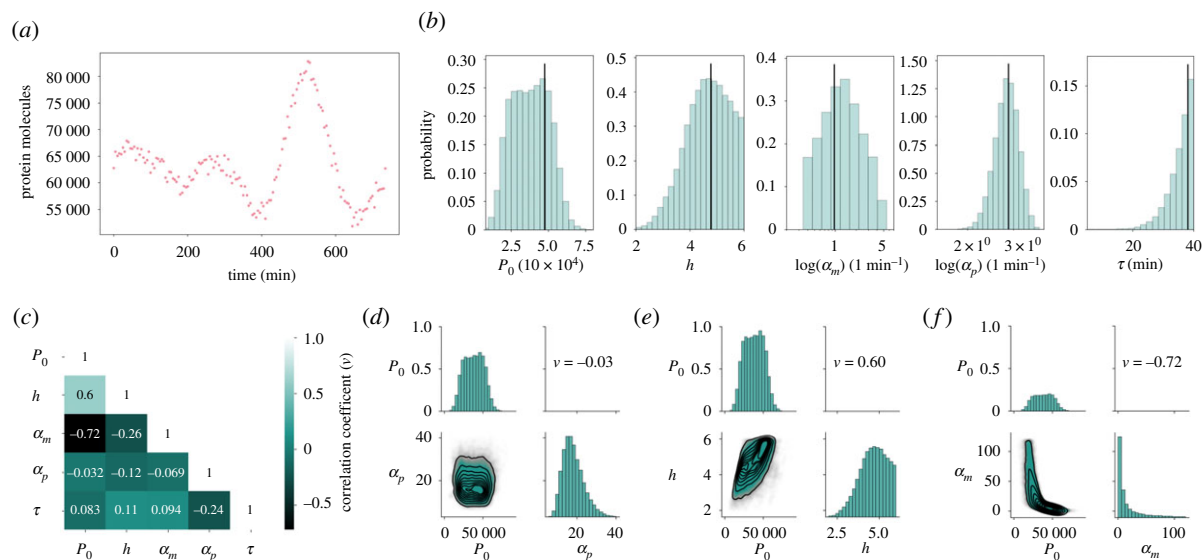 (a)
80 000
75 000
70 000
65 000
60 000
55 000
protein molecules
0 200 400 600
time (min)
(b)
probability
0.30
0.25
0.20
0.15
0.10
0.05
0
2.5 5.0 7.5
P0 (10 × 10^4)
0.5
0.4
0.3
0.2
0.1
0
2 4 6
h
0.4
0.3
0.2
0.1
0
1 5
log(αm) (1 min–1)
1.50
1.25
1.00
0.75
0.50
0.25
0
2 × 10^0 3 × 10^0
log(αp) (1 min–1)
0.15
0.10
0.05
0
20 40
τ (min)
(c)
P0 1
h 0.6 1
αm –0.72 –0.26 1
αp –0.032 –0.12 –0.069 1
τ 0.083 0.11 0.094 –0.24 1
P0 h αm αp τ
1.0
0.5
0
–0.5
correlation coefficent (v)
(d)
1.0
0.5
0
P0
v = –0.03
40
20
0
αp
0 50 000
P0
20 40
αp
(e)
1.0
0.5
0
P0
v = 0.60
6
4
2
h
0 50 000
P0
2.5 5.0
h
(f)
1.0
0.5
0
P0
v = –0.72
100
50
0
αm
0 50 000
P0
0 100
αm